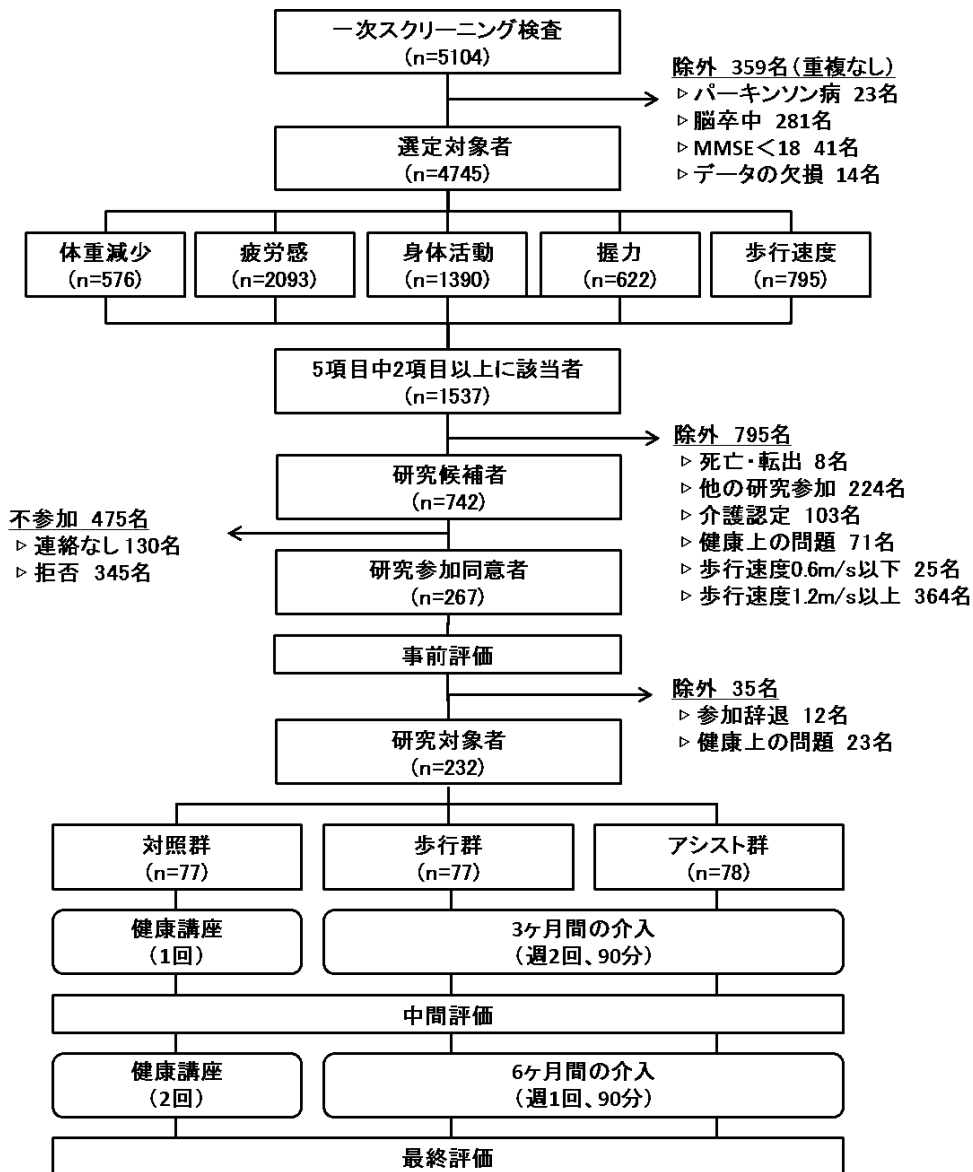 一次スクリーニング検査
(n=5104)
除外 359名(重複なし)
▷パーキンソン病 23名
▷脳卒中 281名
▷MMSE<18 41名
▷データの欠損 14名
選定対象者
(n=4745)
体重減少
(n=576)
疲労感
(n=2093)
身体活動
(n=1390)
握力
(n=622)
歩行速度
(n=795)
5項目中2項目以上に該当者
(n=1537)
除外 795名
▷死亡・転出 8名
▷他の研究参加 224名
▷介護認定 103名
▷健康上の問題 71名
▷歩行速度0.6m/s以下 25名
▷歩行速度1.2m/s以上 364名
研究候補者
(n=742)
不参加 475名
▷連絡なし 130名
▷拒否 345名
研究参加同意者
(n=267)
事前評価
除外 35名
▷参加辞退 12名
▷健康上の問題 23名
研究対象者
(n=232)
対照群
(n=77)
歩行群
(n=77)
アシスト群
(n=78)
健康講座
(1回)
3ヶ月間の介入
(週2回、90分)
中間評価
健康講座
(2回)
6ヶ月間の介入
(週1回、90分)
最終評価